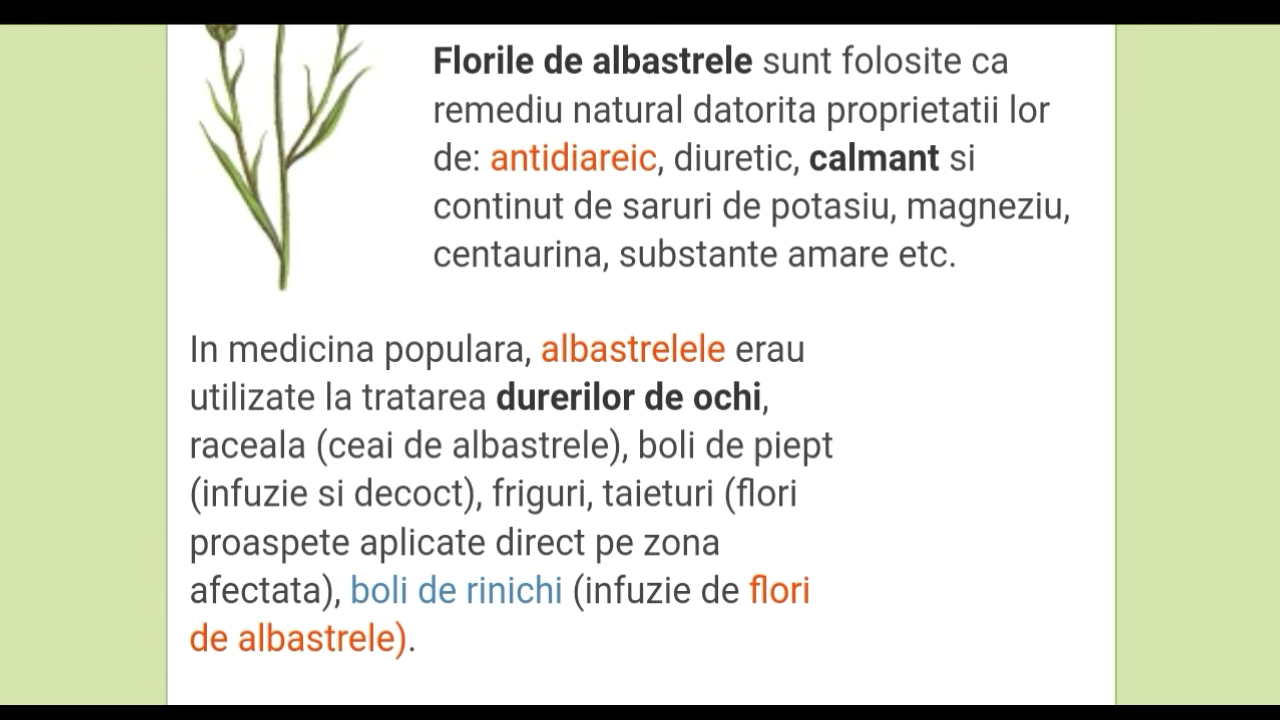 Florile de albastrele sunt folosite ca
remediu natural datorita proprietatii lor
de: antidiareic, diuretic, calmant si
continut de saruri de potasiu, magneziu,
centaurina, substante amare etc.
In medicina populara, albastrelele erau
utilizate la tratarea durerilor de ochi,
raceala (ceai de albastrele), boli de piept
(infuzie si decoct), friguri, taieturi (flori
proaspete aplicate direct pe zona
afectata), boli de rinichi (infuzie de flori
de albastrele).